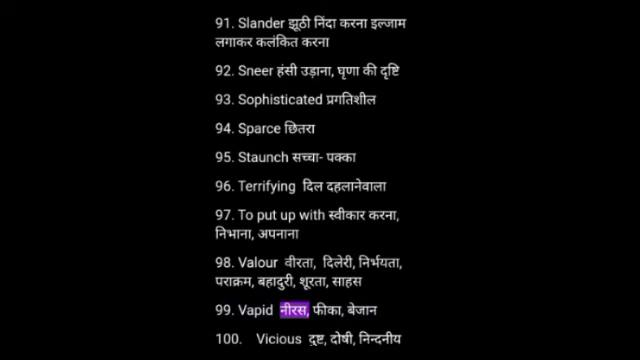 91. Slander झूठी निंदा करना इल्जाम
लगाकर कलंकित करना
92. Sneer हंसी उड़ाना, घृणा की दृष्टि
93. Sophisticated प्रगतिशील
94. Sparce छितरा
95. Staunch सच्चा- पक्का
96. Terrifying दिल दहलानेवाला
97. To put up with स्वीकार करना,
निभाना, अपनाना
98. Valour वीरता, दिलेरी, निर्भयता,
पराक्रम, बहादुरी, शूरता, साहस
99. Vapid नीरस, फीका, बेजान
100. Vicious दुष्ट, दोषी, निन्दनीय